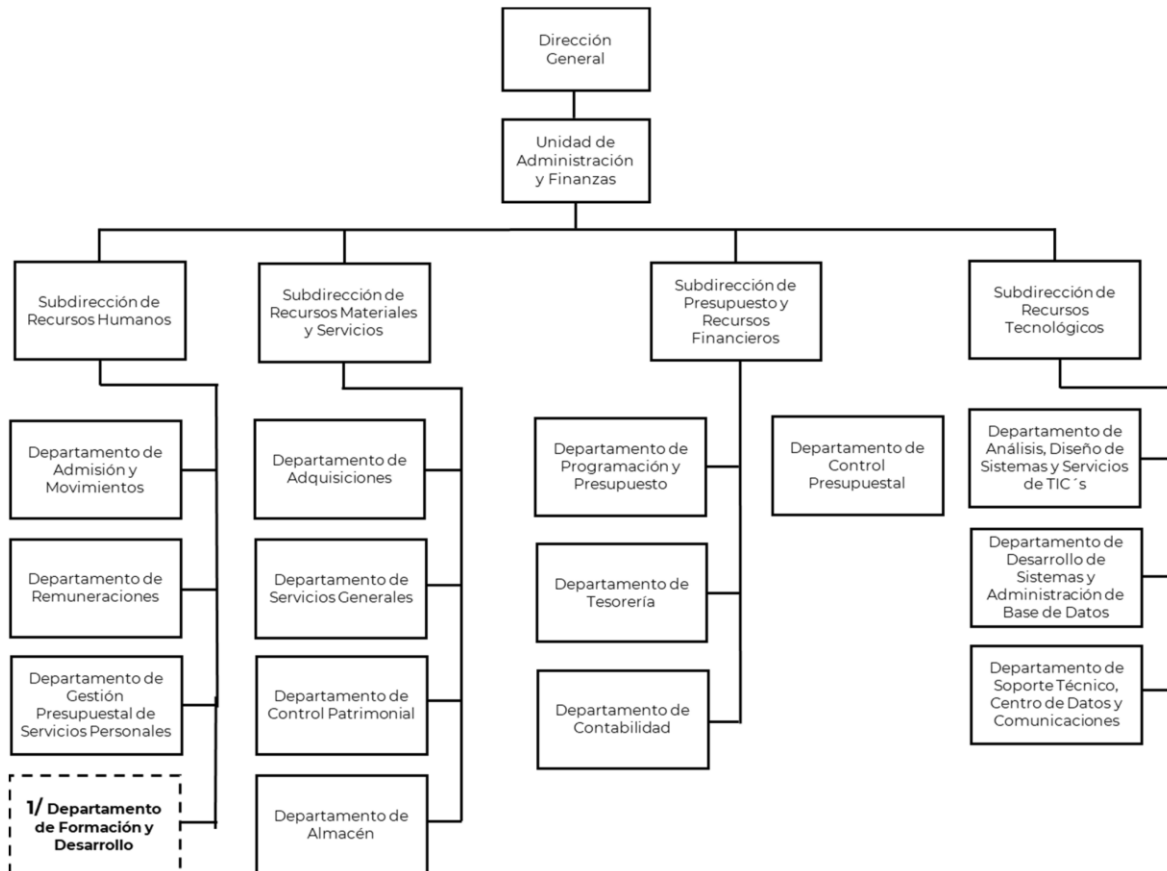 Dirección
General
Unidad de
Administración
y Finanzas
Subdirección de
Recursos Humanos
Subdirección de
Recursos Materiales
y Servicios
Subdirección de
Presupuesto y
Recursos
Financieros
Subdirección de
Recursos
Tecnológicos
Departamento de
Admisión y
Movimientos
Departamento de
Adquisiciones
Departamento de
Programación y
Presupuesto
Departamento de
Control
Presupuestal
Departamento de
Análisis, Diseño de
Sistemas y Servicios
de TIC´s
Departamento de
Remuneraciones
Departamento de
Servicios Generales
Departamento de
Tesorería
Departamento de
Desarrollo de
Sistemas y
Administración de
Base de Datos
Departamento de
Gestión
Presupuestal de
Servicios Personales
Departamento de
Control Patrimonial
Departamento de
Contabilidad
Departamento de
Soporte Técnico,
Centro de Datos y
Comunicaciones
1/ Departamento
de Formación y
Desarrollo
Departamento de
Almacén